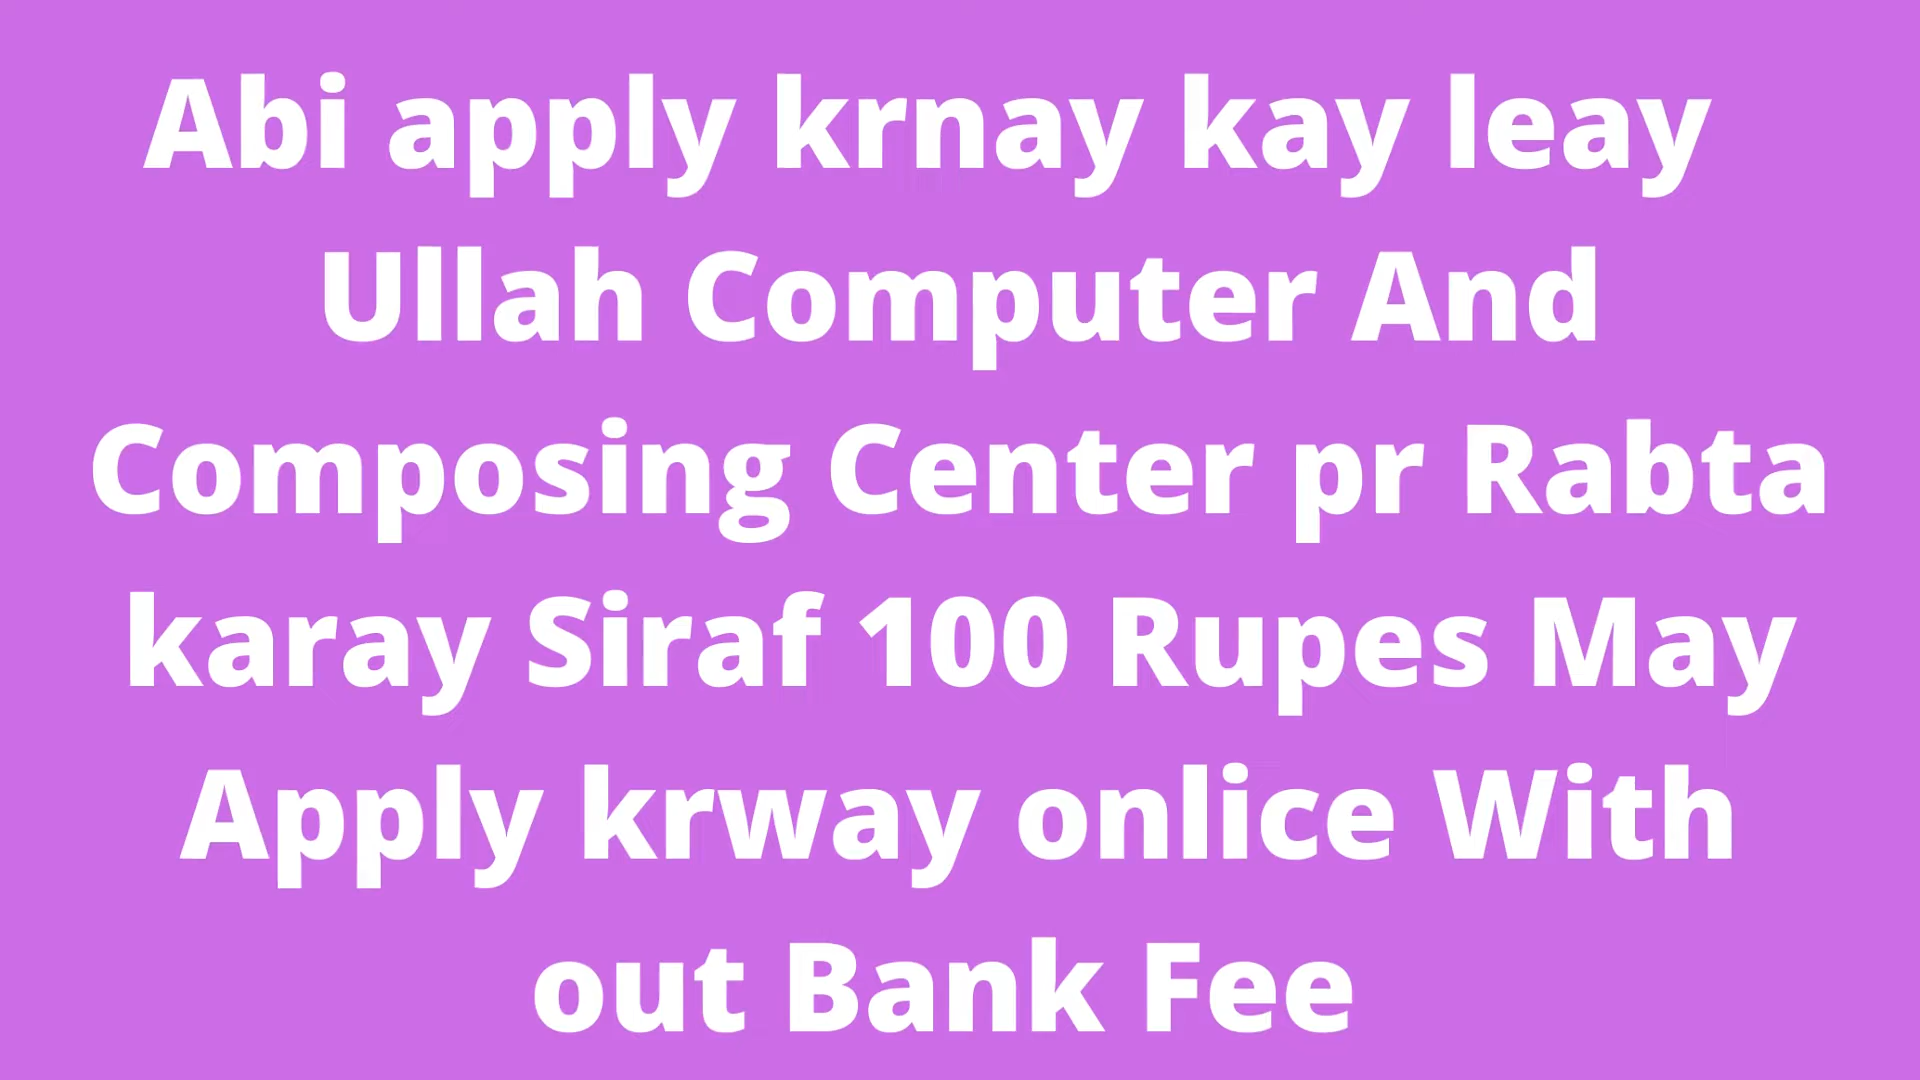 Abi apply krnay kay leay
Ullah Computer And
Composing Center pr Rabta
karay Siraf 100 Rupes May
Apply krway onlice With
out Bank Fee